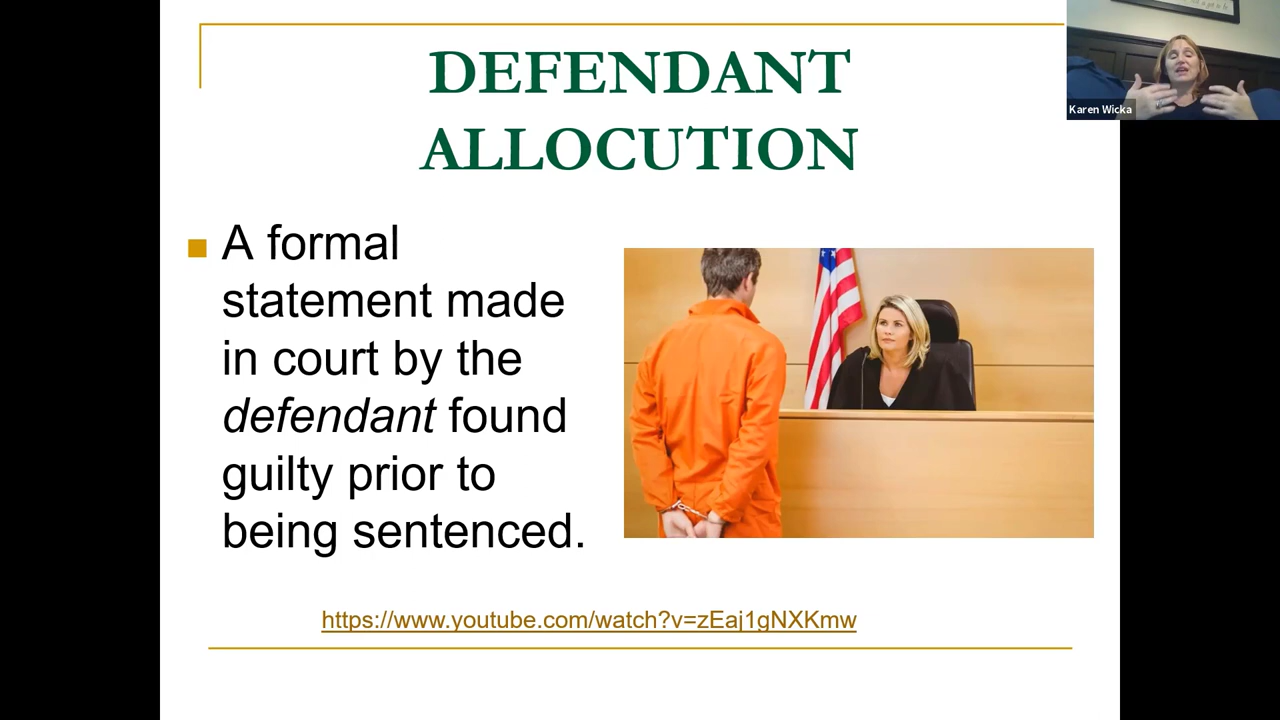 DEFENDANT
ALLOCUTION
Karen Wicka
A formal
statement made
in court by the
defendant found
guilty prior to
being sentenced.
https://www.youtube.com/watch?v=zEaj1gNXKmw